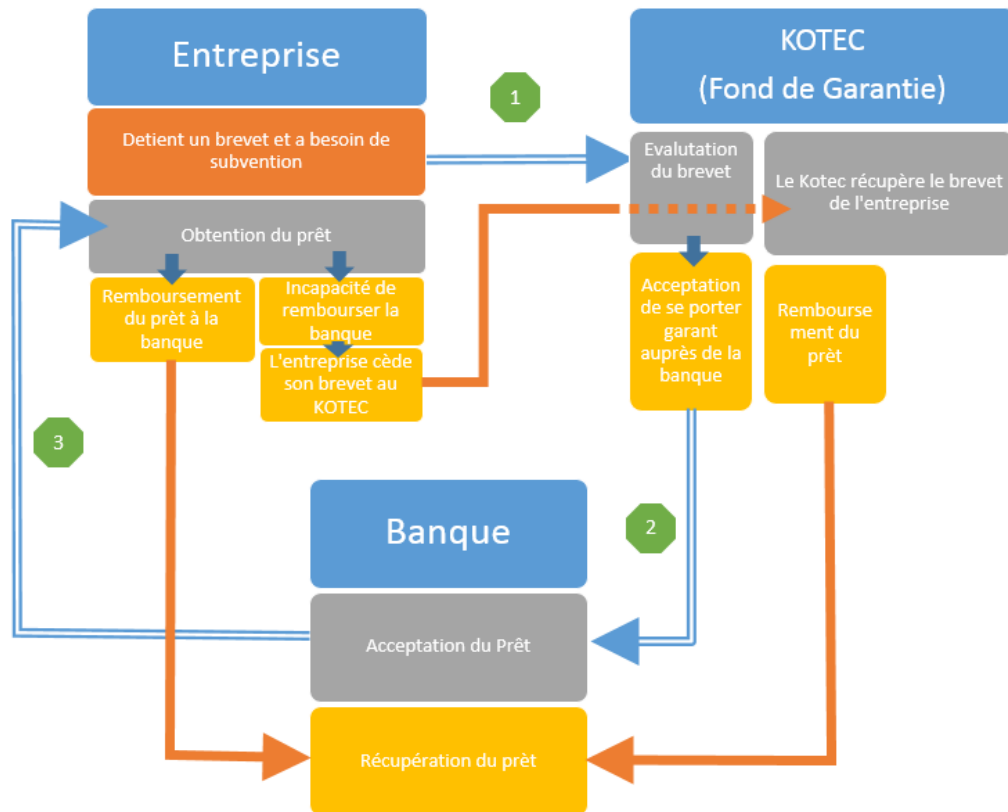 Entreprise
Detient un brevet et a besoin de
subvention
Obtention du prêt
Remboursement
du prèt à la
banque
Incapacité de
rembourser la
banque
L'entreprise cède
son brevet au
KOTEC
1
KOTEC
(Fond de Garantie)
Evalutation
du brevet
Le Kotec récupère le brevet
de l'entreprise
Acceptation
de se porter
garant
auprès de la
banque
Rembourse
ment du
prèt
3
2
Banque
Acceptation du Prêt
Récupération du prèt